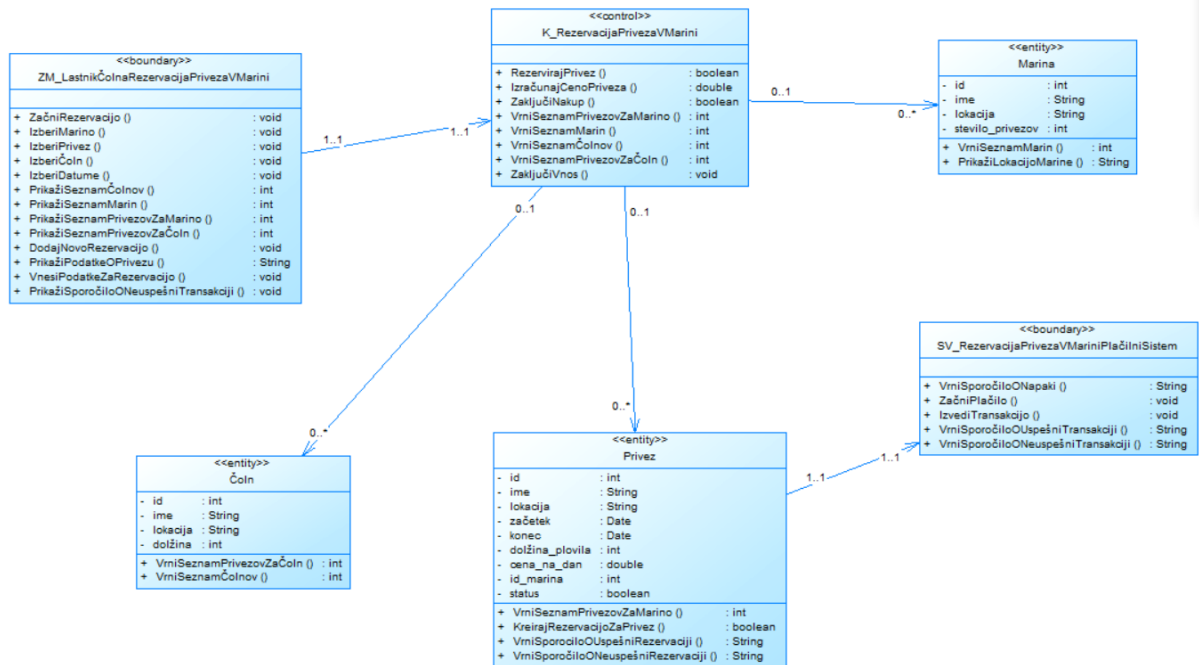 <<boundary>>
ZM_LastnikČolnaRezervacijaPrivezaVMarini
+ ZačniRezervacijo () : void
+ IzberiMarino () : void
+ IzberiPrivez () : void
+ IzberiČoln () : void
+ IzberiDatume () : void
+ PrikažiSeznamČolnov () : int
+ PrikažiSeznamMarin () : int
+ PrikažiSeznamPrivezovZaMarino () : int
+ PrikažiSeznamPrivezovZaČoln () : int
+ DodajNovoRezervacijo () : void
+ PrikažiPodatkeOPrivezu () : String
+ VnesiPodatkeZaRezervacijo () : void
+ PrikažiSporočiloONeuspešniTransakciji () : void
1..1
1..1
<<control>>
K_RezervacijaPrivezaVMarini
+ RezervirajPrivez () : boolean
+ IzračunajCenoPriveza () : double
+ ZaključiNakup () : boolean
+ VrniSeznamPrivezovZaMarino () : int
+ VrniSeznamMarin () : int
+ VrniSeznamČolnov () : int
+ VrniSeznamPrivezovZaČoln () : int
+ ZaključiVnos () : void
0..1
0..*
<<entity>>
Marina
- id : int
- ime : String
- lokacija : String
- stevilo_privezov : int
+ VrniSeznamMarin () : int
+ PrikažiLokacijoMarine () : String
0..1
0..1
0..*
0..*
<<entity>>
Čoln
- id : int
- ime : String
- lokacija : String
- dolžina : int
+ VrniSeznamPrivezovZaČoln () : int
+ VrniSeznamČolnov () : int
<<entity>>
Privez
- id : int
- ime : String
- lokacija : String
- začetek : Date
- konec : Date
- dolžina_plovila : int
- cena_na_dan : double
- id_marina : int
- status : boolean
+ VrniSeznamPrivezovZaMarino () : int
+ KreirajRezervacijoZaPrivez () : boolean
+ VrniSporociloOUspešniRezervaciji () : String
+ VrniSporočiloONeuspešniRezervaciji () : String
1..1
1..1
<<boundary>>
SV_RezervacijaPrivezaVMariniPlačilniSistem
+ VrniSporočiloONapaki () : String
+ ZačniPlačilo () : void
+ IzvediTransakcijo () : void
+ VrniSporočiloOUspešniTransakciji () : String
+ VrniSporočiloONeuspešniTransakciji () : String